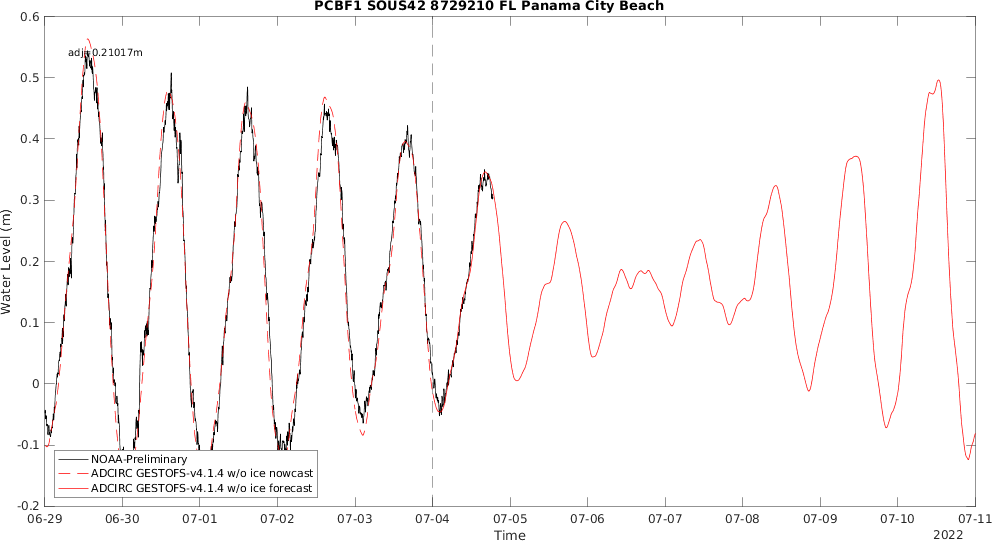 PCBF1 SOUS42 8729210 FL Panama City Beach
adj=0.21017m
0.6
0.5
0.4
0.3
0.2
0.1
0
-0.1
-0.2
Water Level (m)
NOAA-Preliminary
ADCIRC GESTOFS-v4.1.4 w/o ice nowcast
ADCIRC GESTOFS-v4.1.4 w/o ice forecast
06-29 06-30 07-01 07-02 07-03 07-04 07-05 07-06 07-07 07-08 07-09 07-10 07-11
Time
2022